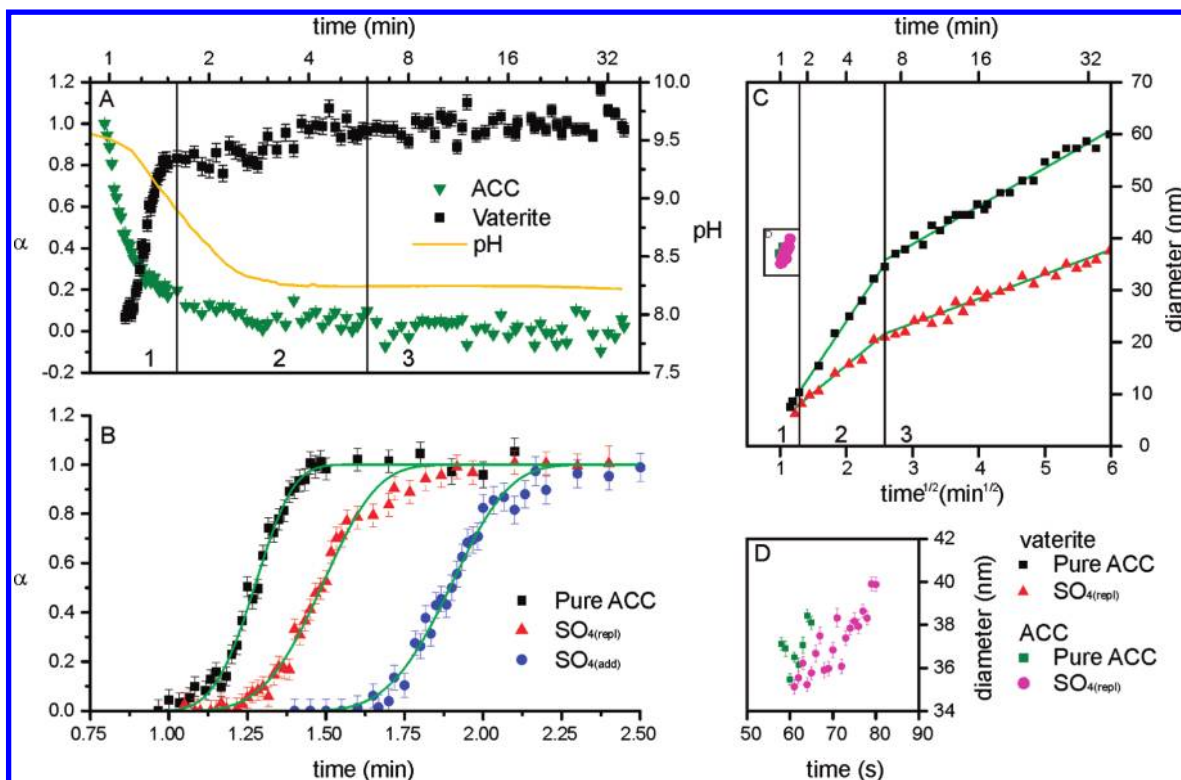 time (min)
1 2 4 8 16 32
A
1.2
1.0
0.8
0.6
0.4
0.2
0.0
-0.2
α
10.0
9.5
9.0
8.5
8.0
7.5
pH
ACC
Vaterite
pH
1 2 3
B
1.0
0.8
0.6
0.4
0.2
0.0
α
Pure ACC
SO4(repl)
SO4(add)
0.75 1.00 1.25 1.50 1.75 2.00 2.25 2.50
time (min)
time (min)
1 2 4 8 16 32
C
70
60
50
40
30
20
10
0
diameter (nm)
D
1 2 3
1 2 3 4 5 6
time1/2(min1/2)
D
42
40
38
36
34
diameter (nm)
50 60 70 80 90
time (s)
vaterite
Pure ACC
SO4(repl)
ACC
Pure ACC
SO4(repl)